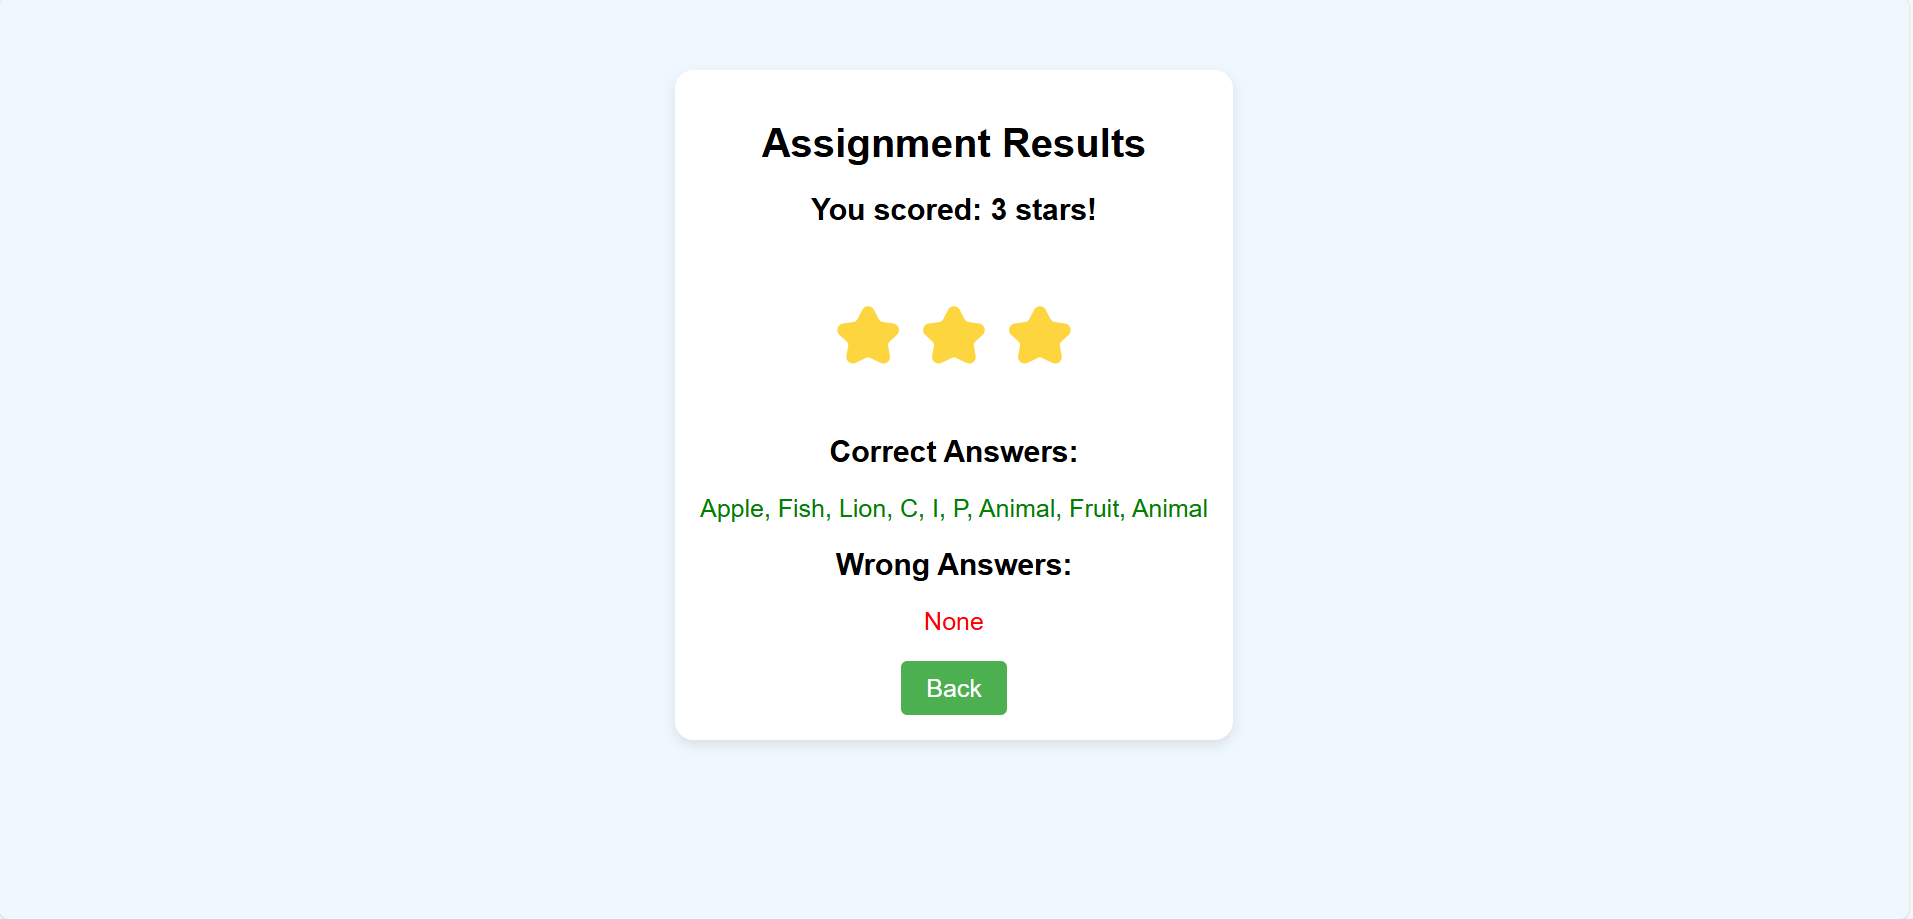 Assignment Results
You scored: 3 stars!
Correct Answers:
Apple, Fish, Lion, C, I, P, Animal, Fruit, Animal
Wrong Answers:
None
Back